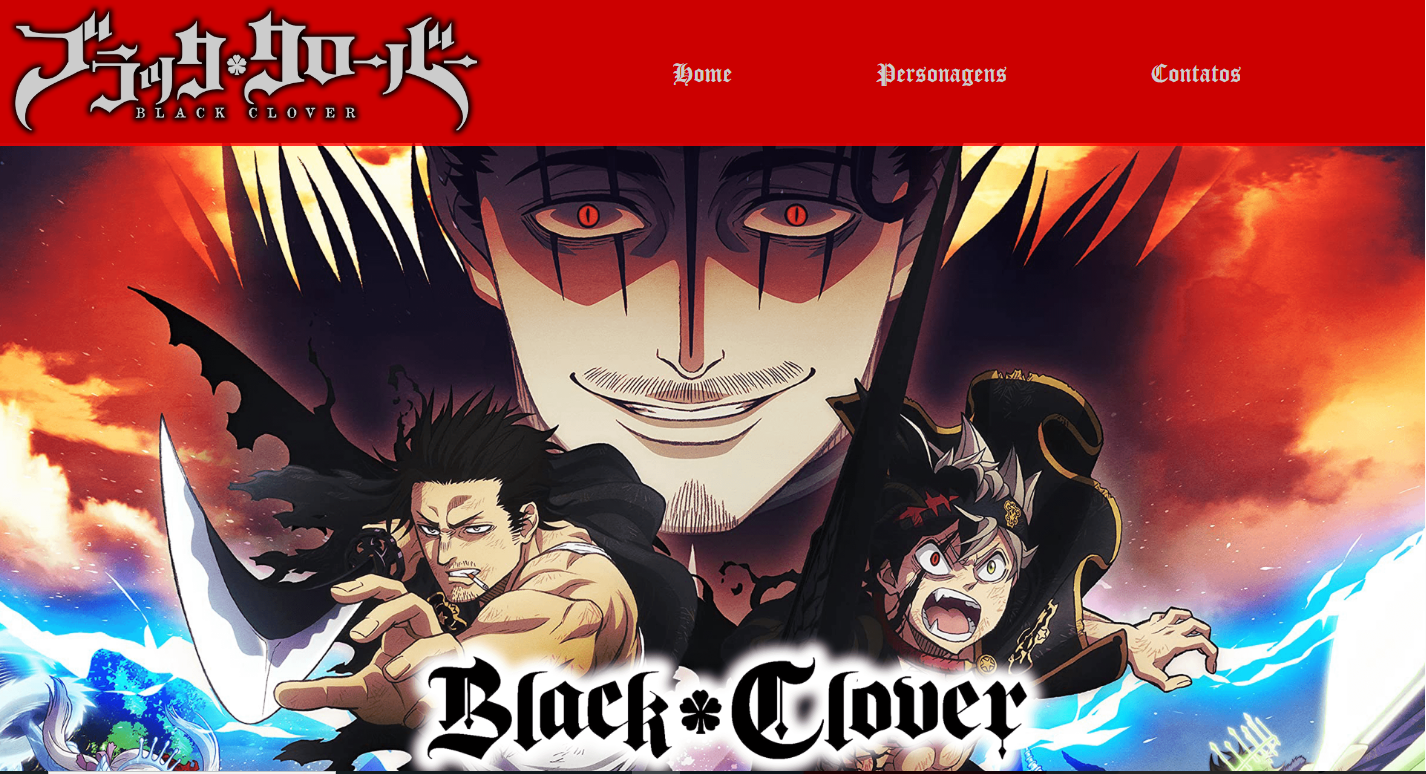 ブラック・クローバー
BLACK CLOVER
Home
Personagens
Contatos
Black Clover